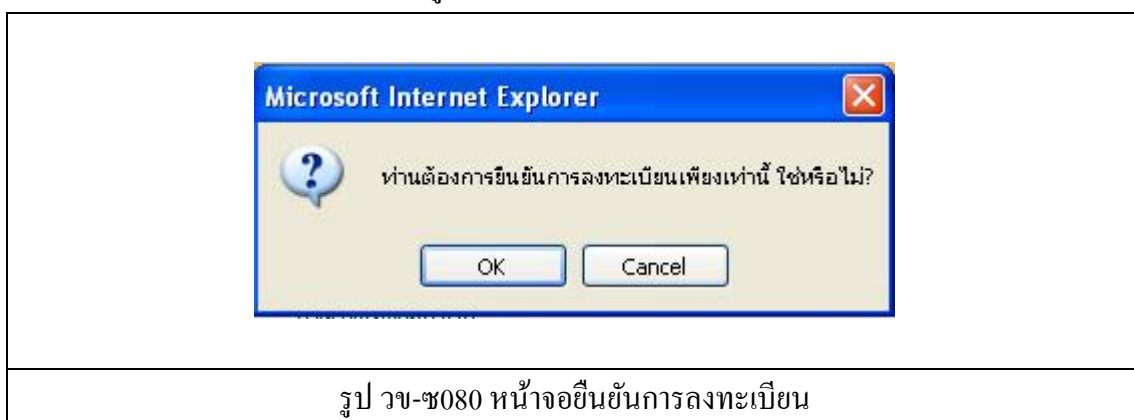 Microsoft Internet Explorer
ท่านต้องการยืนยันการลงทะเบียนเพียงเท่านี้ ใช่หรือไม่?
OK Cancel
รูป วข-ซ080 หน้าจอยืนยันการลงทะเบียน